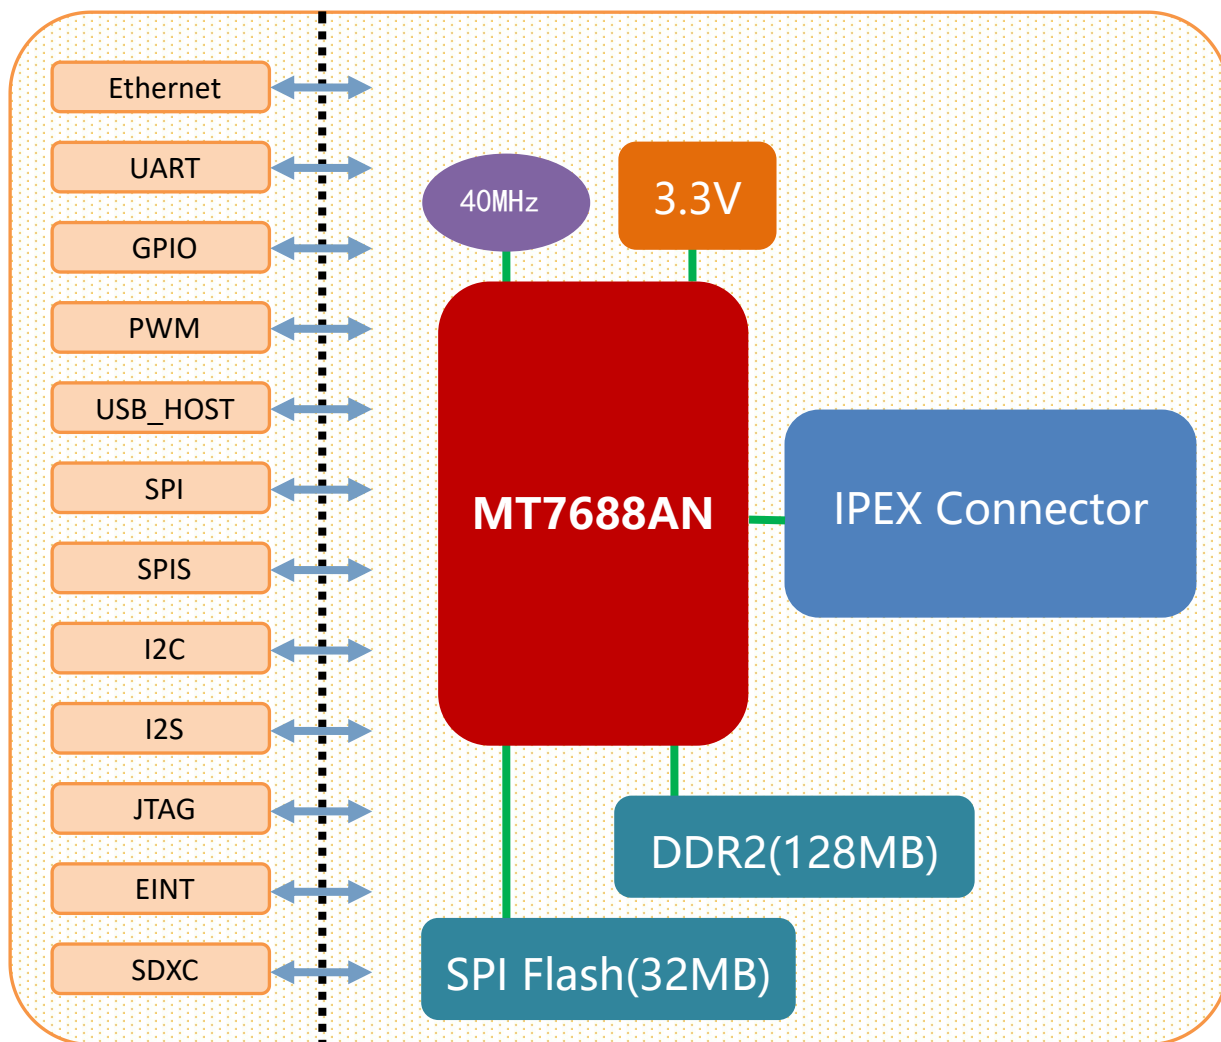 Ethernet
UART
GPIO
PWM
USB_HOST
SPI
SPIS
I2C
I2S
JTAG
EINT
SDXC
40MHz
3.3V
MT7688AN
IPEX Connector
DDR2(128MB)
SPI Flash(32MB)